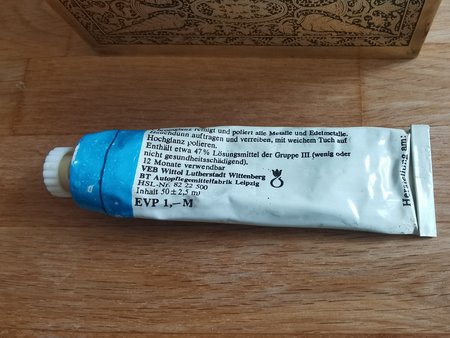 reinigt und poliert alle Metalle und Edelmetalle.
Hauchdünn auftragen und verreiben, mit weichem Tuch auf
Hochglanz polieren.
Enthält etwa 47% Lösungsmittel der Gruppe III (wenig oder
nicht gesundheitsschädigend).
12 Monate verwendbar
VEB Wittol Lutherstadt Wittenberg
BT Autopflegemittelfabrik Leipzig
HSL-Nr. 82 22 500
Inhalt 50 ± 2,5 ml
EVP 1,—M
Herstellung am: